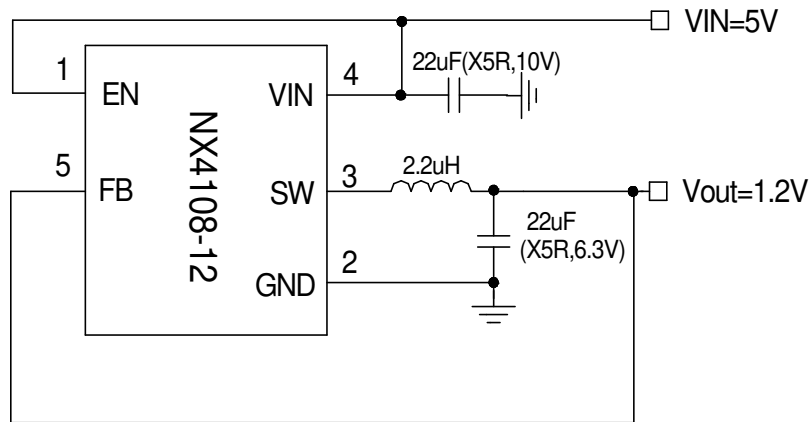 VIN=5V
22uF(X5R,10V)
1
4
EN
VIN
NX4108-12
5
3
2.2uH
FB
SW
Vout=1.2V
22uF
(X5R,6.3V)
2
GND